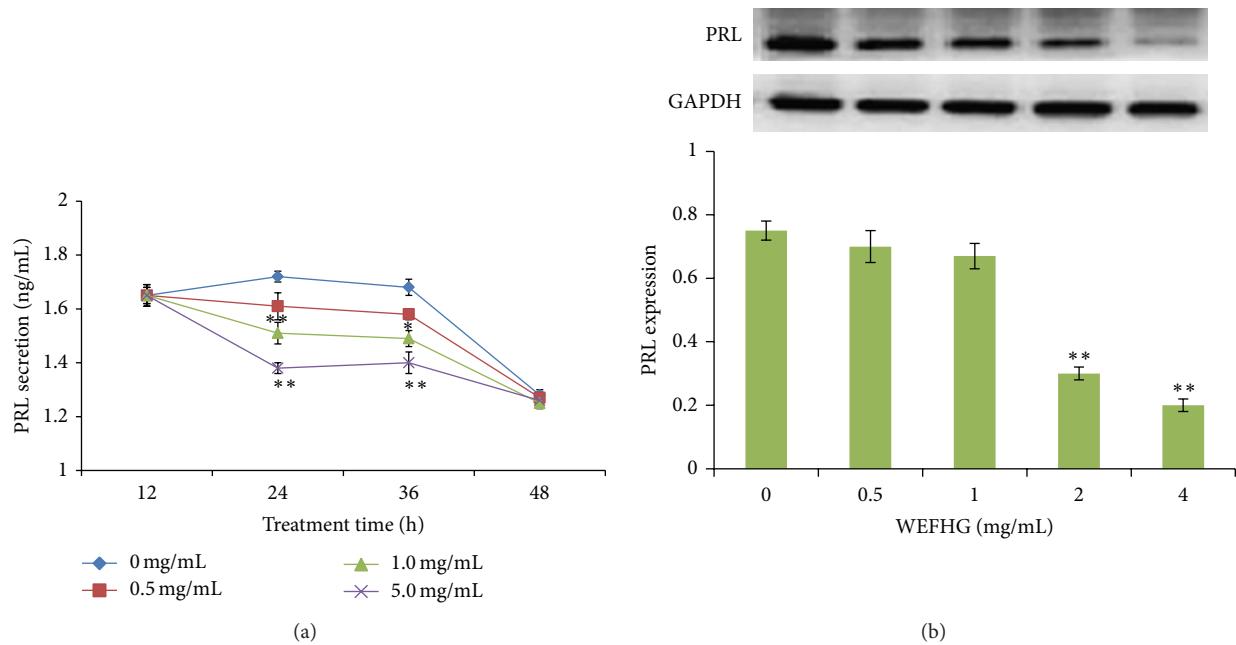 PRL
GAPDH
PRL secretion (ng/mL)
2
1.8
1.6
1.4
1.2
1
**
*
**
**
12 24 36 48
Treatment time (h)
0 mg/mL 1.0 mg/mL
0.5 mg/mL 5.0 mg/mL
(a)
PRL expression
1
0.8
0.6
0.4
0.2
0
**
**
0 0.5 1 2 4
WEFHG (mg/mL)
(b)